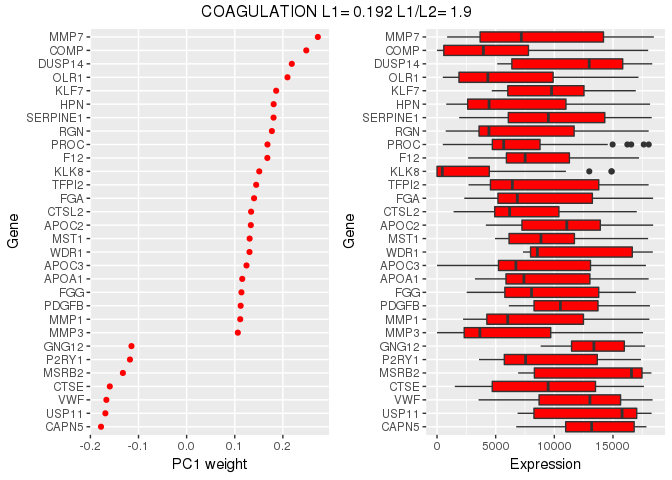 COAGULATION L1= 0.192 L1/L2= 1.9
Gene
MMP7
COMP
DUSP14
OLR1
KLF7
HPN
SERPINE1
RGN
PROC
F12
KLK8
TFPI2
FGA
CTSL2
APOC2
MST1
WDR1
APOC3
APOA1
FGG
PDGFB
MMP1
MMP3
GNG12
P2RY1
MSRB2
CTSE
VWF
USP11
CAPN5
-0.2 -0.1 0.0 0.1 0.2
PC1 weight
Gene
MMP7
COMP
DUSP14
OLR1
KLF7
HPN
SERPINE1
RGN
PROC
F12
KLK8
TFPI2
FGA
CTSL2
APOC2
MST1
WDR1
APOC3
APOA1
FGG
PDGFB
MMP1
MMP3
GNG12
P2RY1
MSRB2
CTSE
VWF
USP11
CAPN5
0 5000 10000 15000
Expression